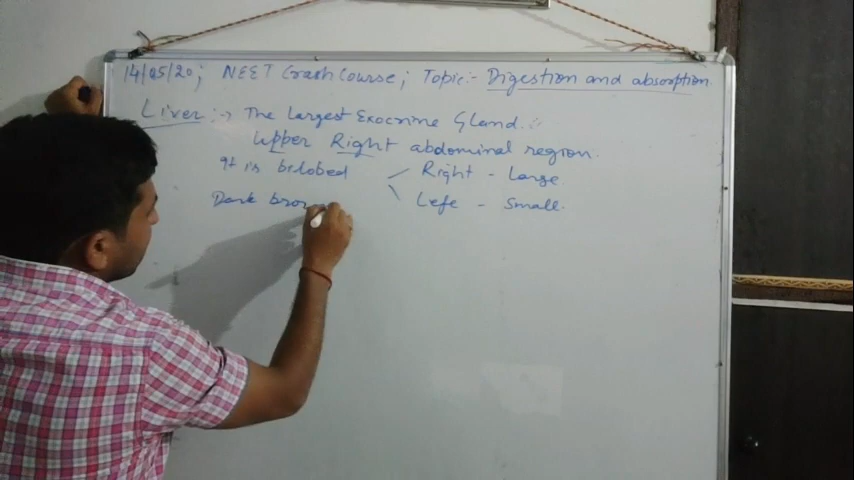 14/05/20; NEET Crash Course; Topic:- Digestion and absorption.
Liver :→ The Largest Exocrine Gland.
Upper Right abdominal region.
It is bilobed
Right - Large
Left - Small.
Dark brow